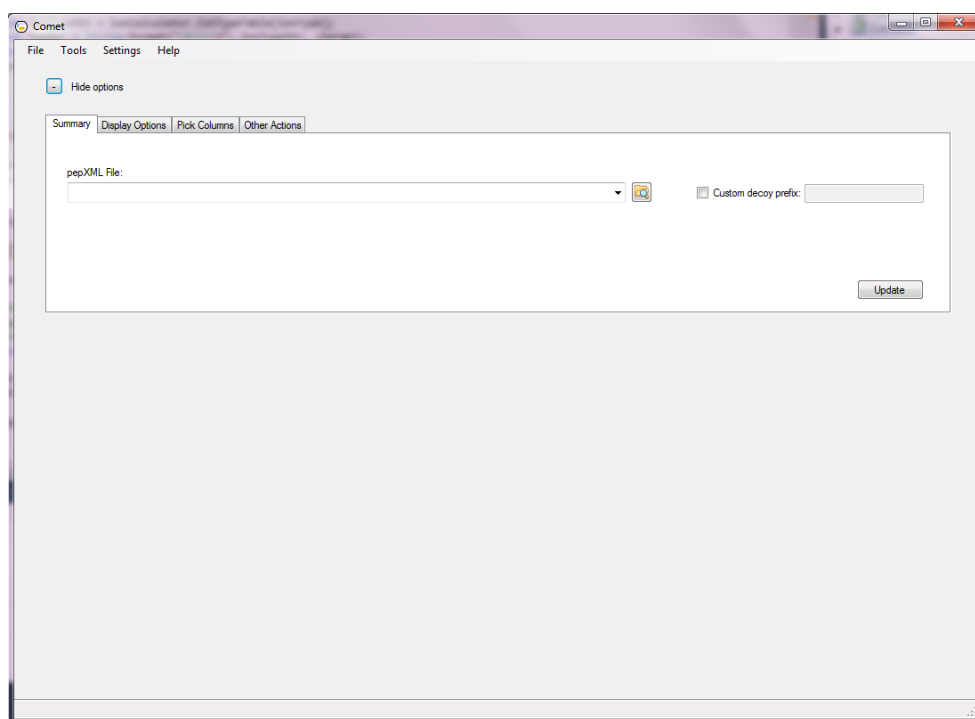 Comet
File Tools Settings Help
- Hide options
Summary Display Options Pick Columns Other Actions
pepXML File:
Custom decoy prefix:
Update